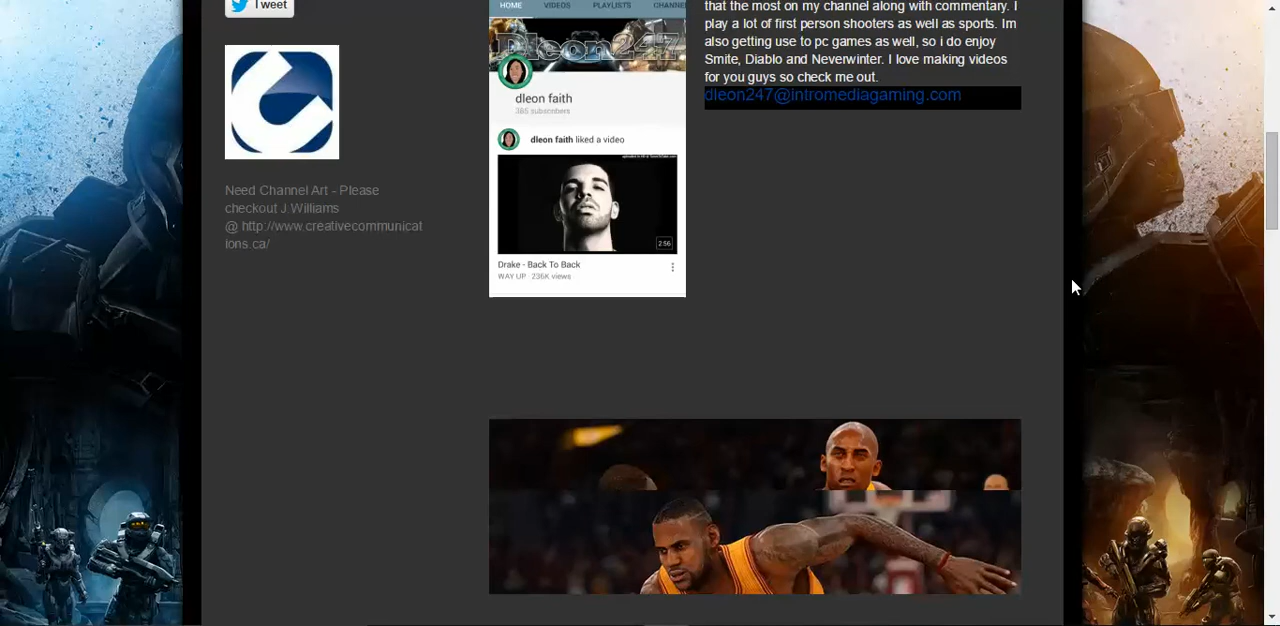 Tweet
Need Channel Art - Please
checkout J.Williams
@ http://www.creativecommunicat
ions.ca/
HOME VIDEOS PLAYLISTS CHANNE
Dleon247
dleon faith
385 subscribers
dleon faith liked a video
2:56
Drake - Back To Back
WAY UP · 236K views
that the most on my channel along with commentary. I
play a lot of first person shooters as well as sports. Im
also getting use to pc games as well, so i do enjoy
Smite, Diablo and Neverwinter. I love making videos
for you guys so check me out.
dleon247@intromediagaming.com